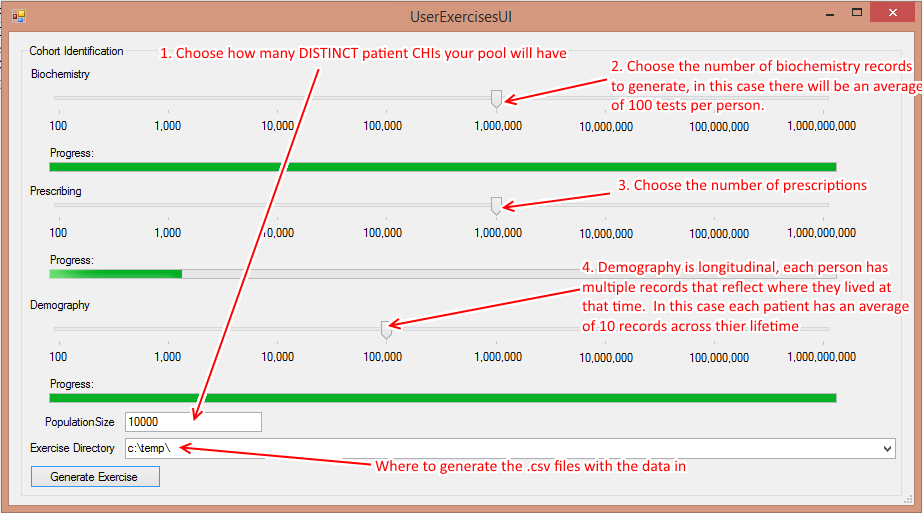 UserExercisesUI
Cohort Identification
1. Choose how many DISTINCT patient CHIs your pool will have
Biochemistry
2. Choose the number of biochemistry records
to generate, in this case there will be an average
of 100 tests per person.
100 1,000 10,000 100,000 1,000,000 10,000,000 100,000,000 1,000,000,000
Progress:
Prescribing
3. Choose the number of prescriptions
100 1,000 10,000 100,000 1,000,000 10,000,000 100,000,000 1,000,000,000
Progress:
4. Demography is longitudinal, each person has
multiple records that reflect where they lived at
that time. In this case each patient has an average
of 10 records across thier lifetime
Demography
100 1,000 10,000 100,000 1,000,000 10,000,000 100,000,000 1,000,000,000
Progress:
PopulationSize 10000
Exercise Directory c:\temp\
Where to generate the .csv files with the data in
Generate Exercise